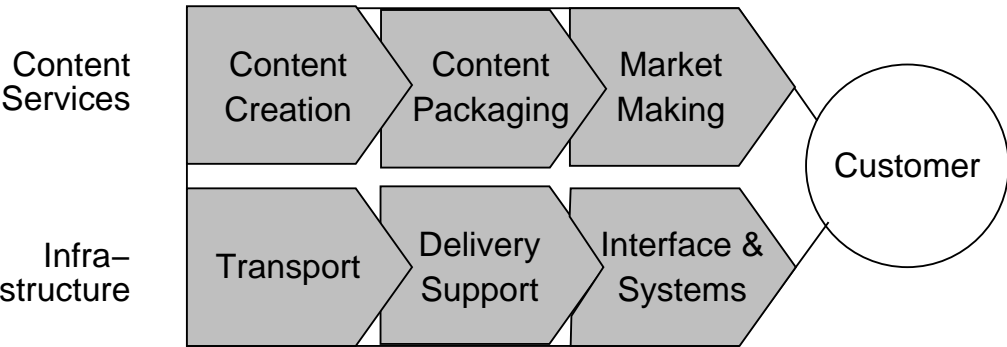 Content
Services
Content
Creation
Content
Packaging
Market
Making
Customer
Infra–
structure
Transport
Delivery
Support
Interface &
Systems